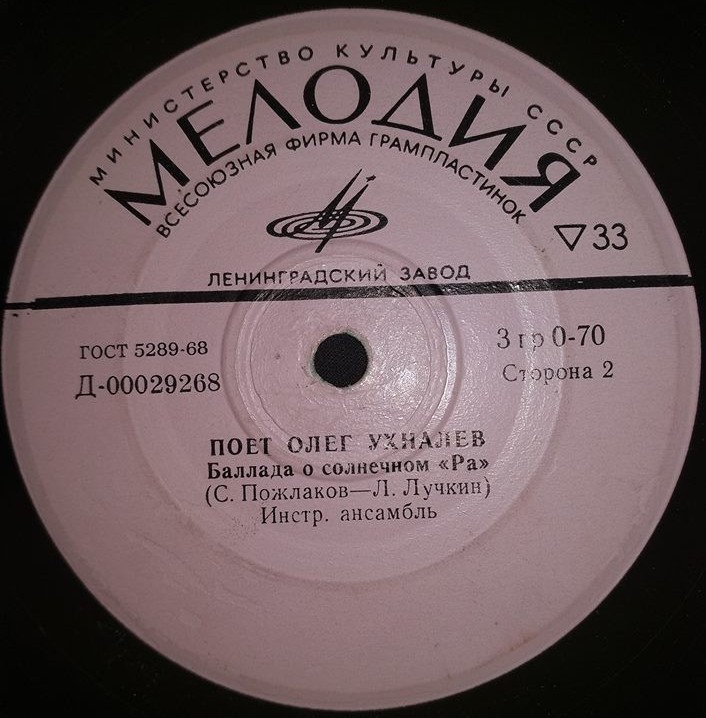 МИНИСТЕРСТВО КУЛЬТУРЫ СССР
МЕЛОДИЯ
ВСЕСОЮЗНАЯ ФИРМА ГРАМПЛАСТИНОК
▽33
ЛЕНИНГРАДСКИЙ ЗАВОД
ГОСТ 5289-68
3 гр 0-70
Д-00029268
Сторона 2
ПОЕТ ОЛЕГ УХНАЛЕВ
Баллада о солнечном «Ра»
(С. Пожлаков—Л. Лучкин)
Инстр. ансамбль